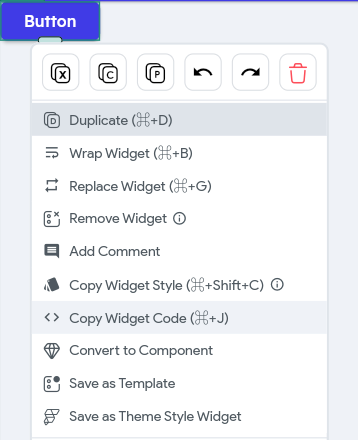 Button
X
C
P
Duplicate (⌘+D)
Wrap Widget (⌘+B)
Replace Widget (⌘+G)
Remove Widget
Add Comment
Copy Widget Style (⌘+Shift+C)
Copy Widget Code (⌘+J)
Convert to Component
Save as Template
Save as Theme Style Widget